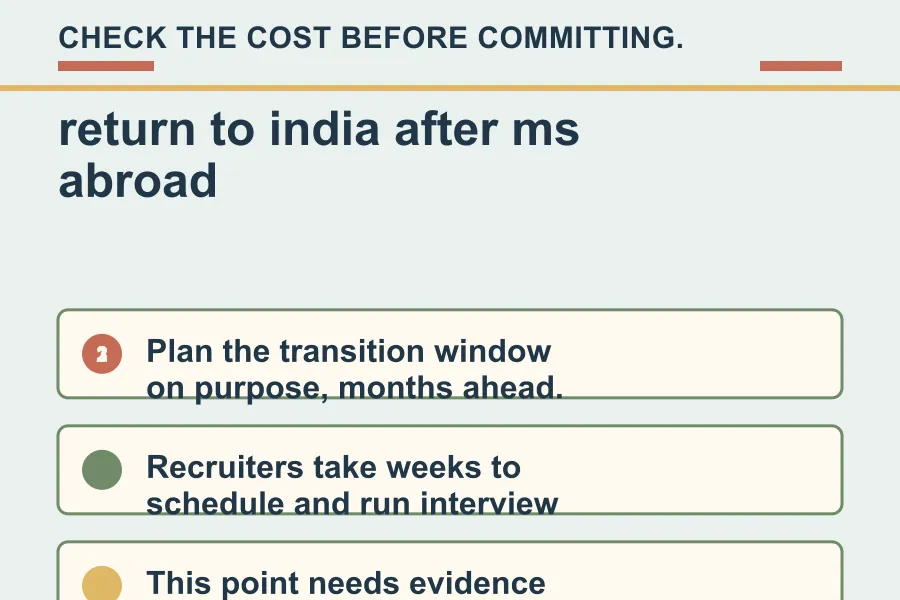 CHECK THE COST BEFORE COMMITTING.
return to india after ms
abroad
Plan the transition window
on purpose, months ahead.
Recruiters take weeks to
schedule and run interview
This point needs evidence